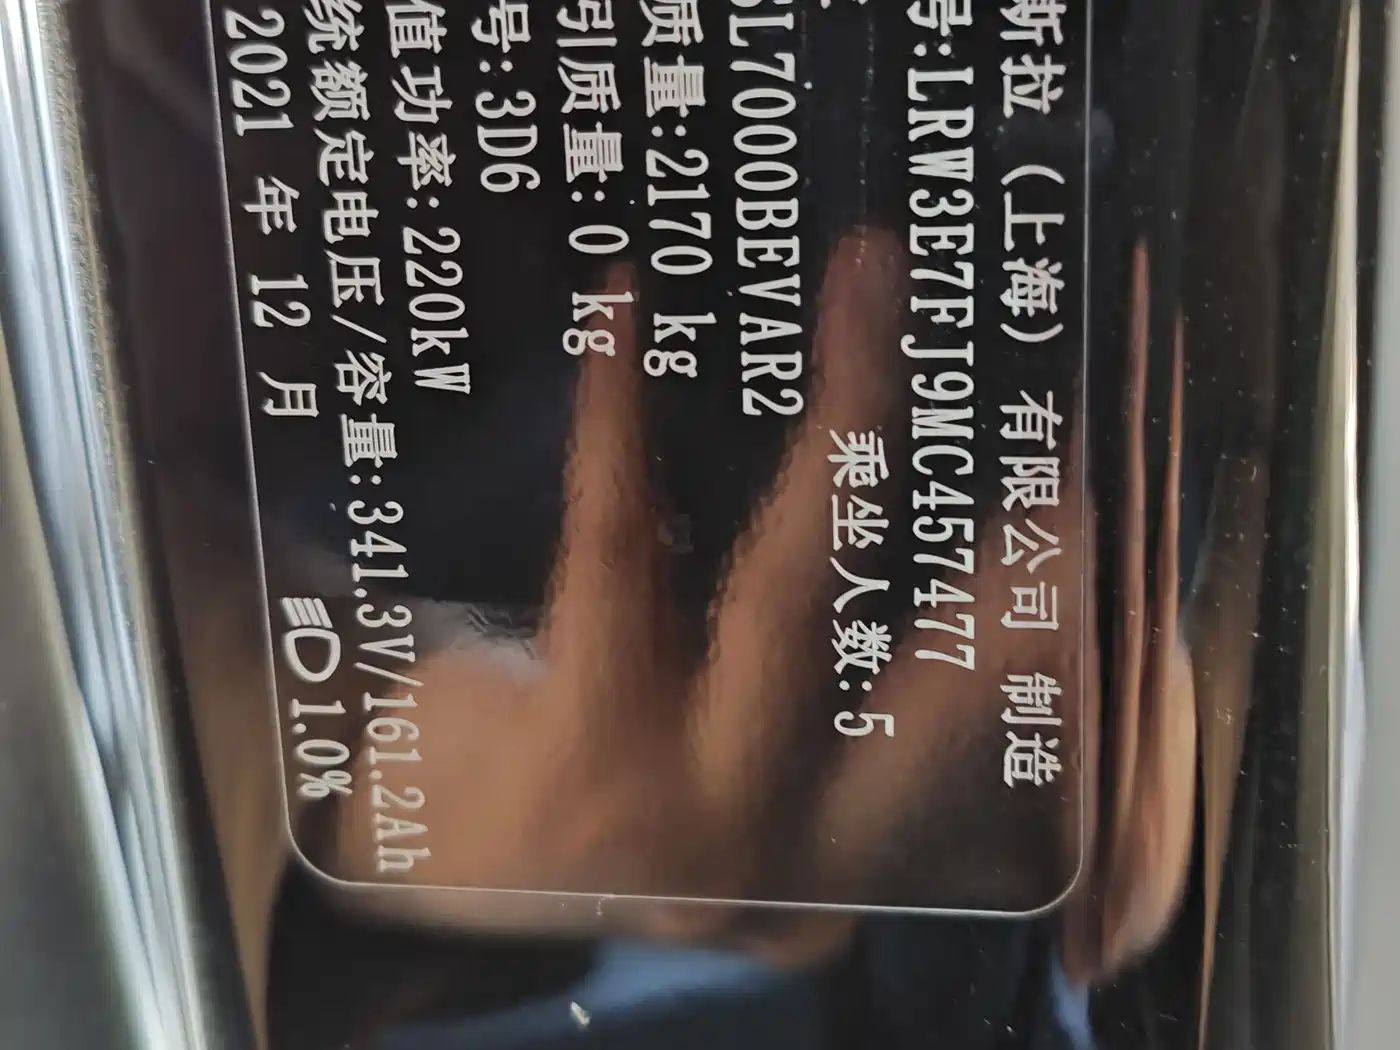 斯拉（上海）有限公司 制造
号:LRW3E7FJ9MC457477
乘坐人数:5
SL7000BEVAR2
质量:2170 kg
引质量:0 kg
号:3D6
值功率:220kW
统额定电压/容量:341.3V/161.2Ah
2021 年 12 月 1.0%